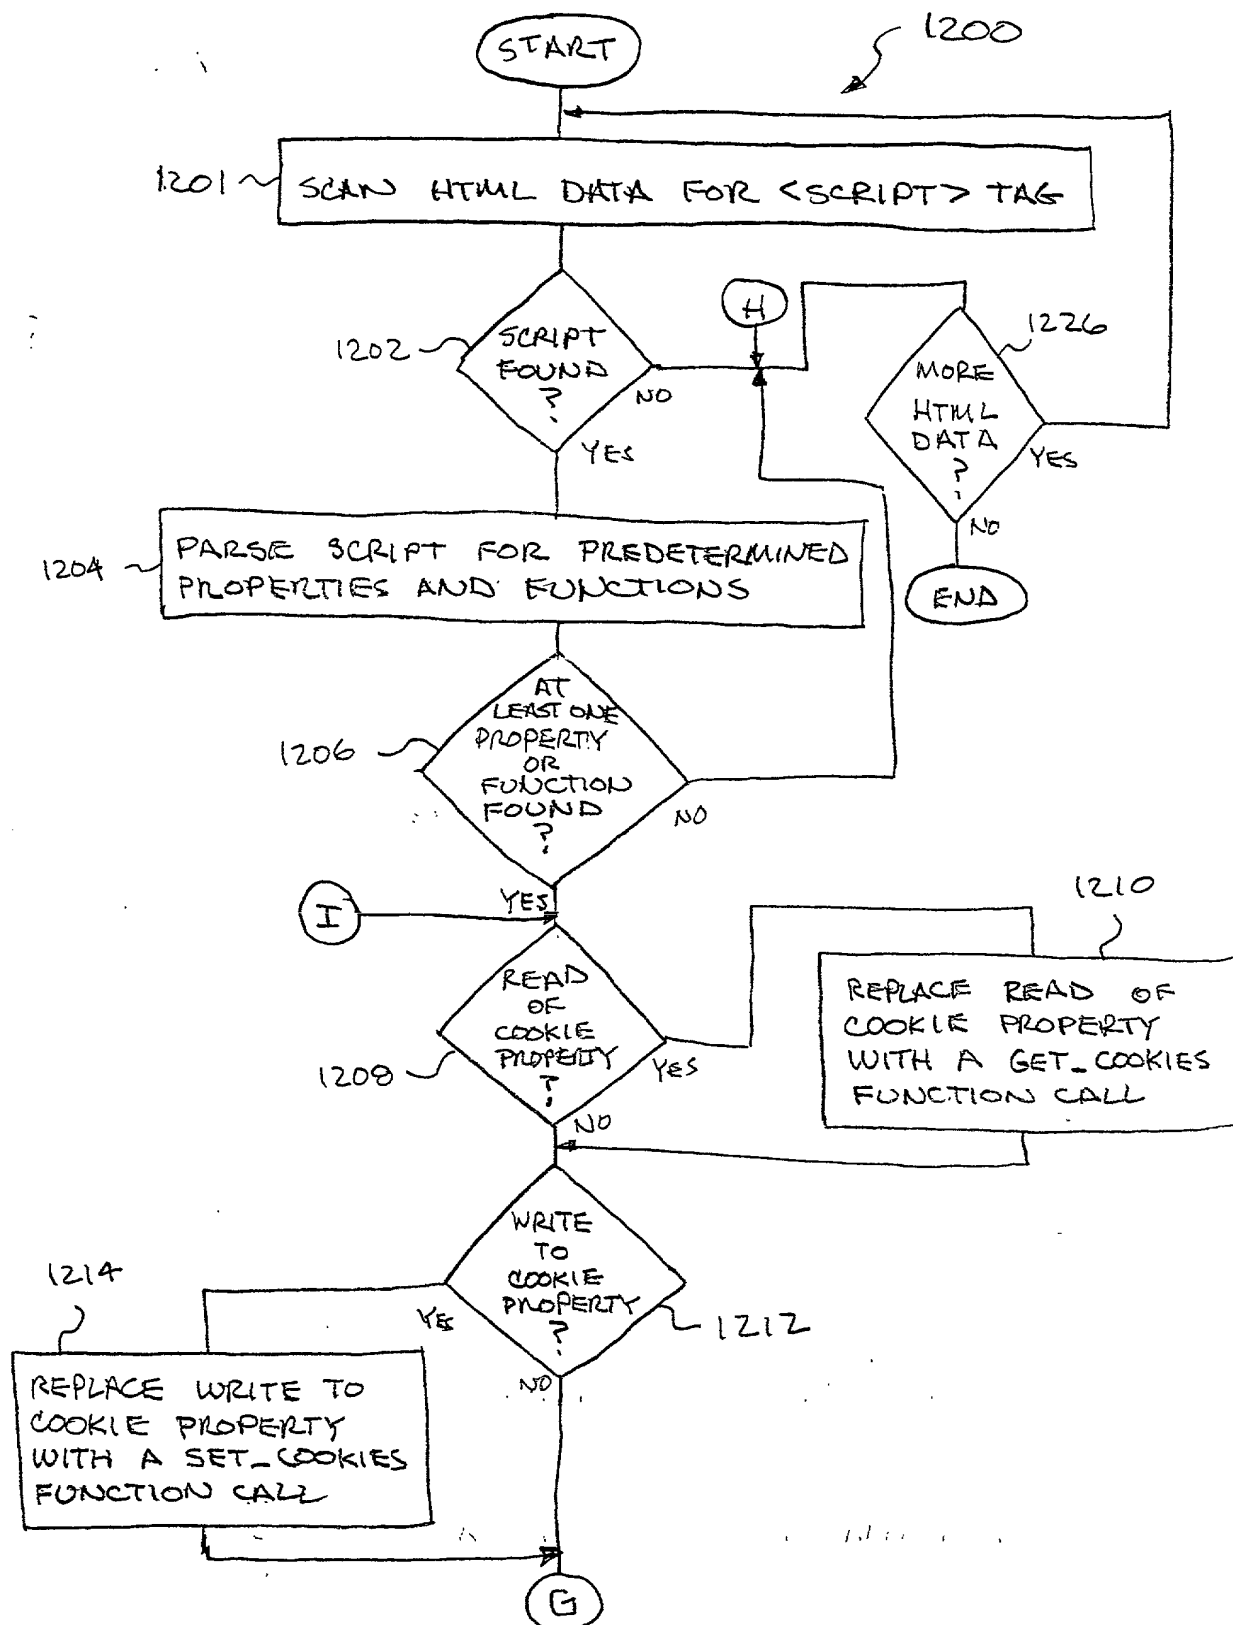 START
1200
1201
SCAN HTML DATA FOR <SCRIPT> TAG
H
1202
SCRIPT
FOUND
?
NO
YES
1226
MORE
HTML
DATA
?
YES
NO
END
1204
PARSE SCRIPT FOR PREDETERMINED
PROPERTIES AND FUNCTIONS
1206
AT
LEAST ONE
PROPERTY
OR
FUNCTION
FOUND
?
NO
YES
I
1208
READ
OF
COOKIE
PROPERTY
?
YES
NO
1210
REPLACE READ OF
COOKIE PROPERTY
WITH A GET_COOKIES
FUNCTION CALL
WRITE
TO
COOKIE
PROPERTY
?
1212
YES
NO
1214
REPLACE WRITE TO
COOKIE PROPERTY
WITH A SET_COOKIES
FUNCTION CALL
G